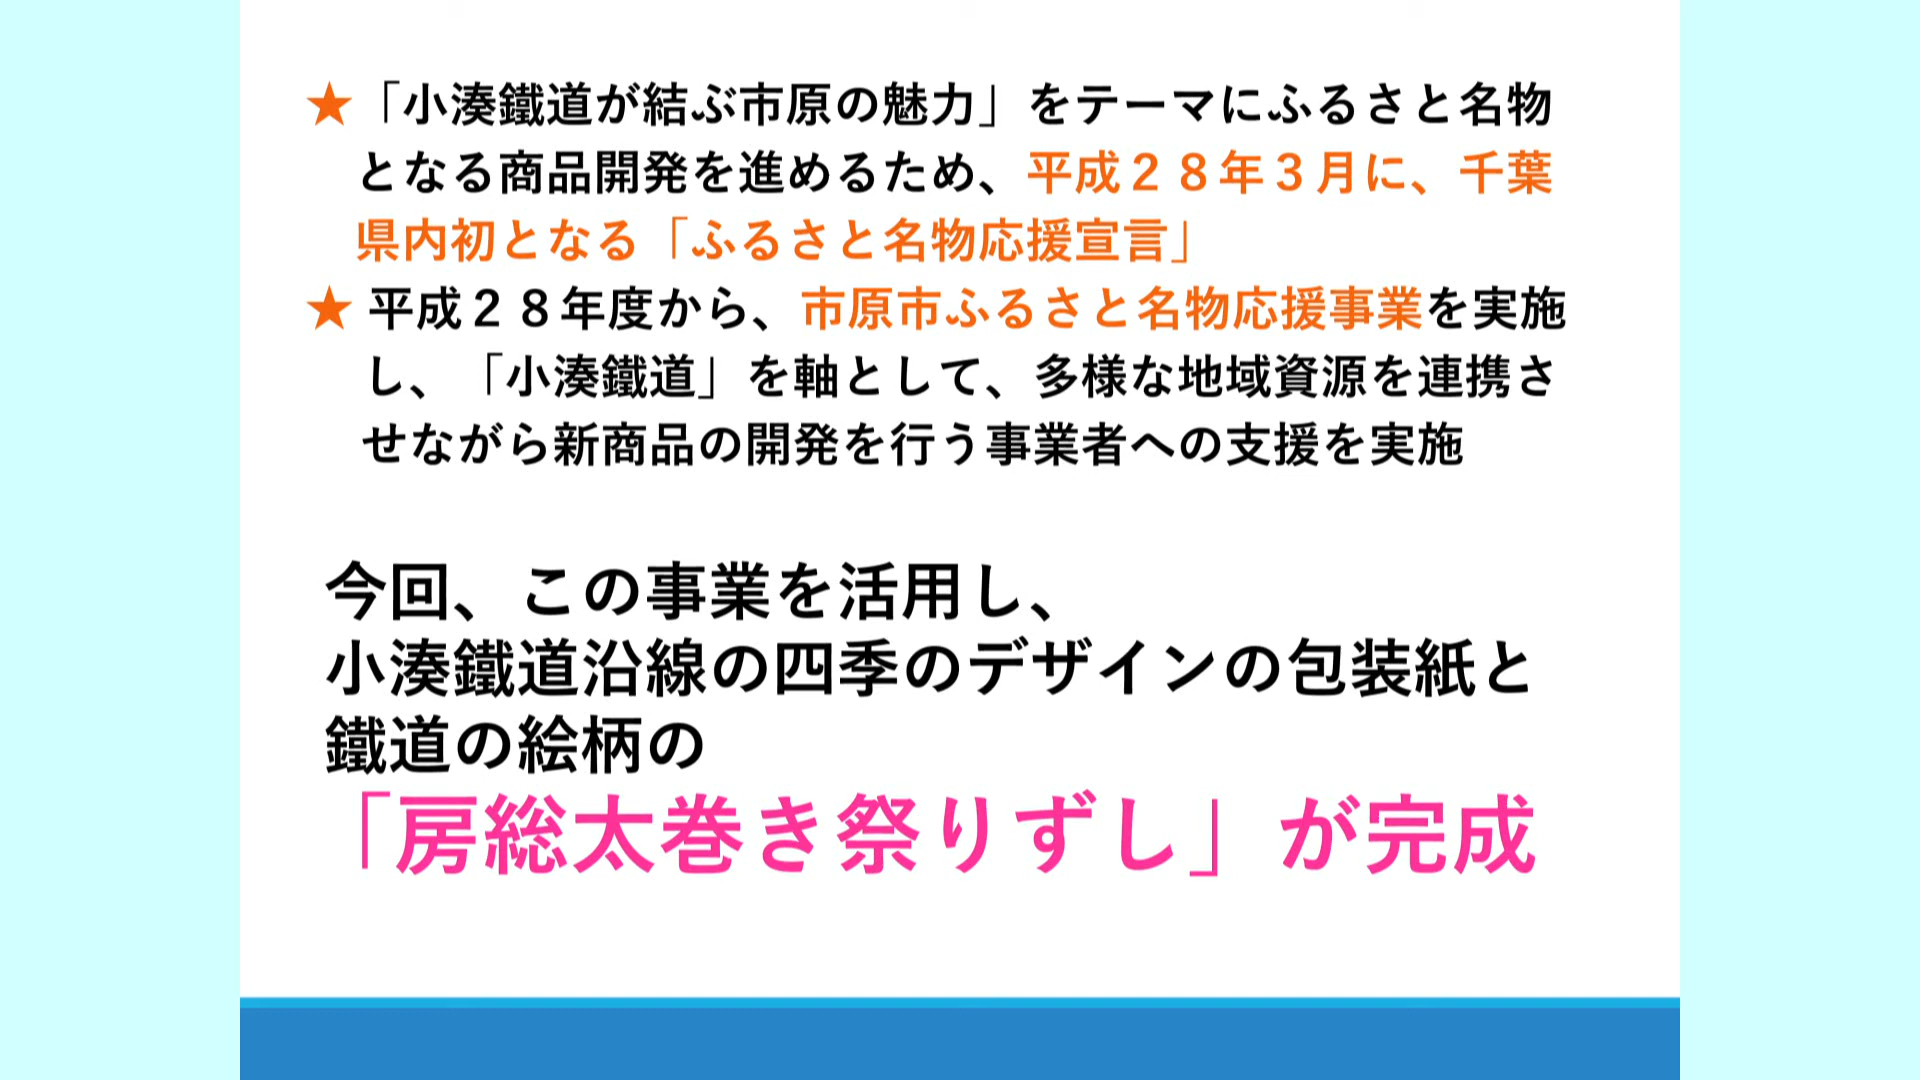 ★「小湊鐵道が結ぶ市原の魅力」をテーマにふるさと名物
となる商品開発を進めるため、平成２８年３月に、千葉
県内初となる「ふるさと名物応援宣言」
★ 平成２８年度から、市原市ふるさと名物応援事業を実施
し、「小湊鐵道」を軸として、多様な地域資源を連携さ
せながら新商品の開発を行う事業者への支援を実施
今回、この事業を活用し、
小湊鐵道沿線の四季のデザインの包装紙と
鐵道の絵柄の
「房総太巻き祭りずし」が完成